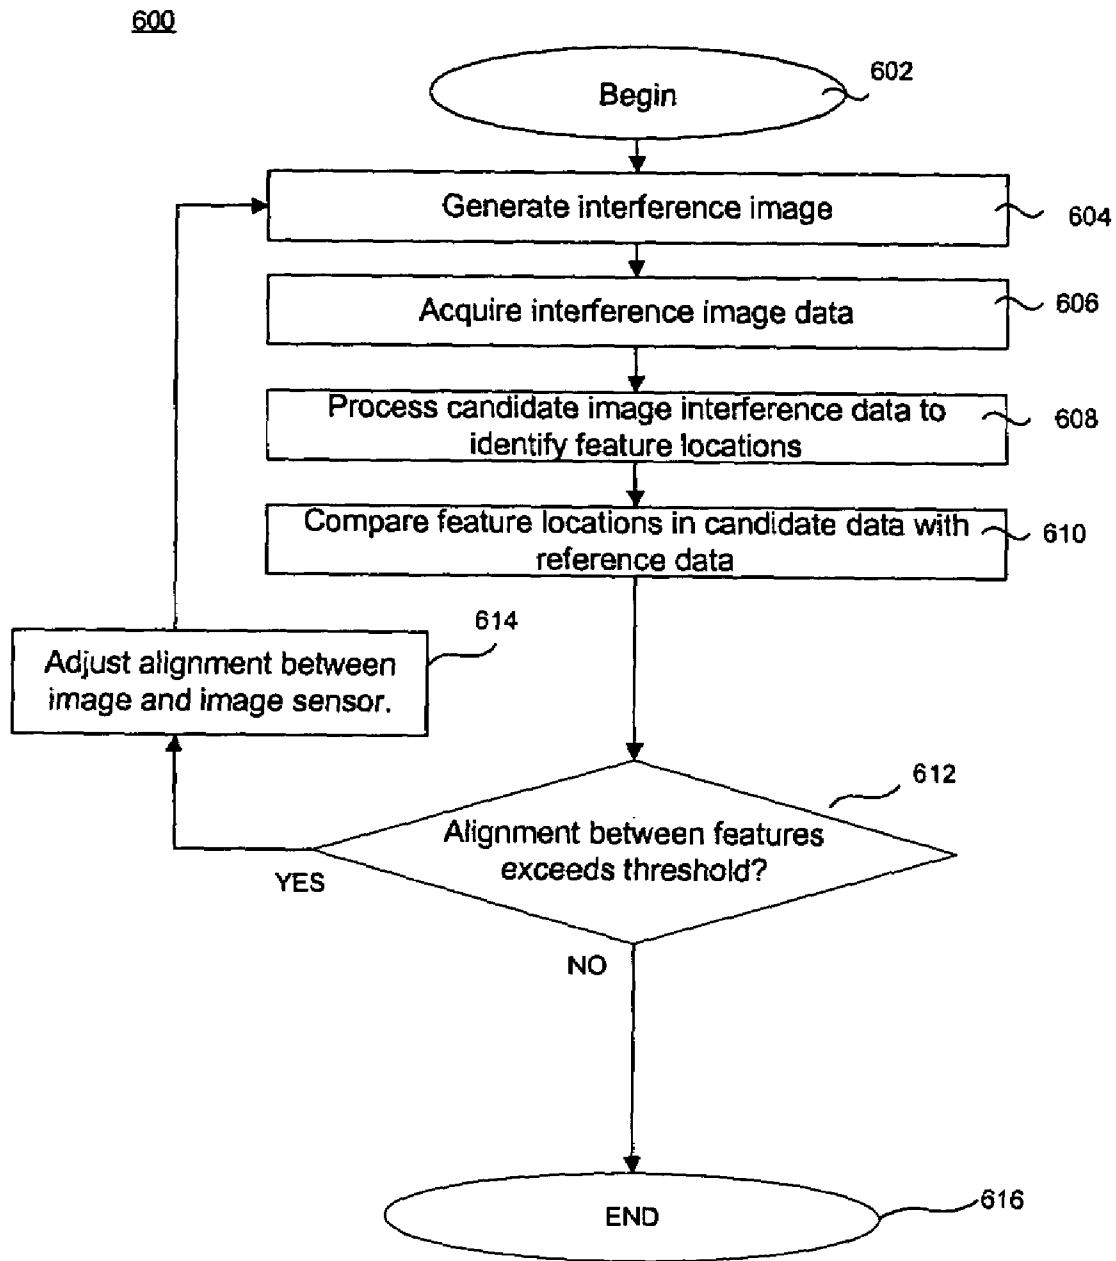 600
Begin
602
Generate interference image
604
Acquire interference image data
606
Process candidate image interference data to
identify feature locations
608
Compare feature locations in candidate data with
reference data
610
614
Adjust alignment between
image and image sensor.
612
Alignment between features
exceeds threshold?
YES
NO
END
616